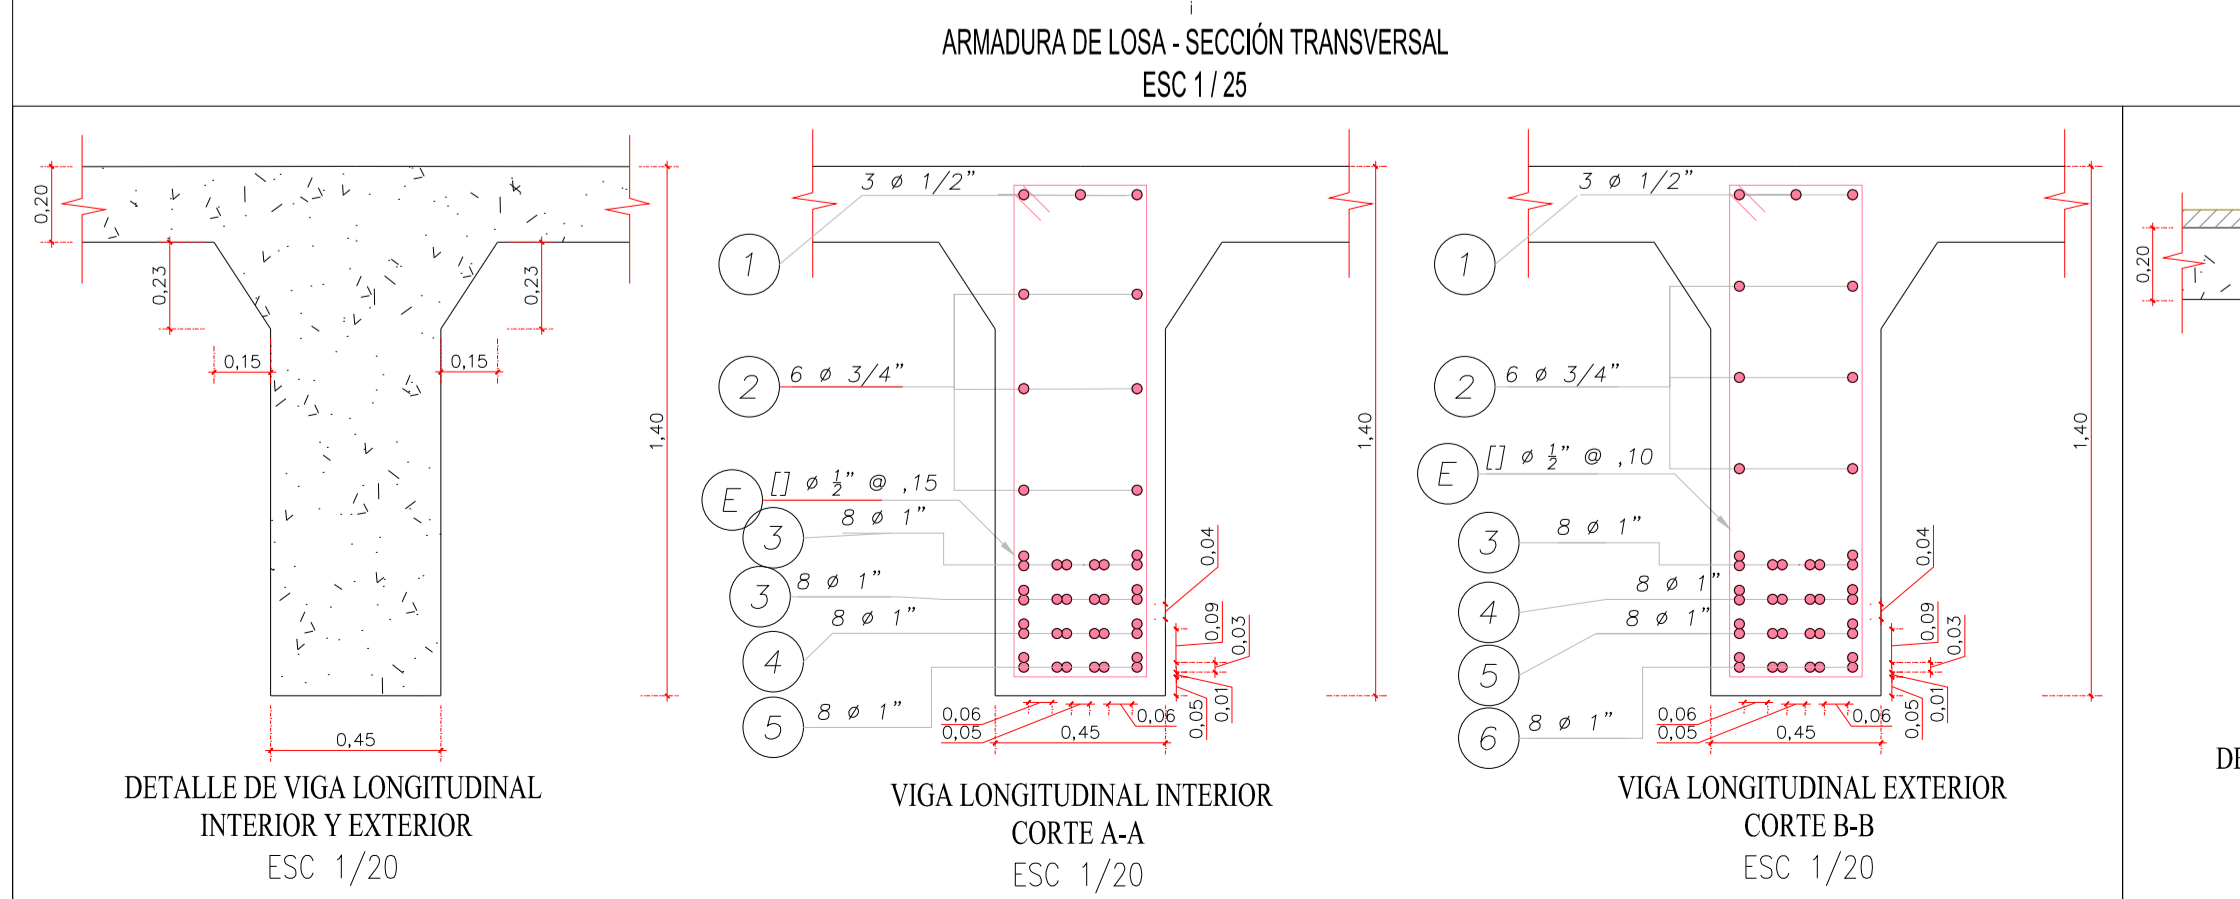 ARMADURA DE LOSA - SECCIÓN TRANSVERSAL
ESC 1 / 25
0,20
0,23
0,23
0,15
0,15
1,40
0,45
DETALLE DE VIGA LONGITUDINAL
INTERIOR Y EXTERIOR
ESC 1/20
3 ø 1/2"
1
2
6 ø 3/4"
E
[] ø 1/2" @ ,15
3
8 ø 1"
3
8 ø 1"
4
8 ø 1"
5
8 ø 1"
1,40
0,04
0,09
0,03
0,01
0,05
0,06
0,05
0,06
0,45
VIGA LONGITUDINAL INTERIOR
CORTE A-A
ESC 1/20
3 ø 1/2"
1
2
6 ø 3/4"
E
[] ø 1/2" @ ,10
3
8 ø 1"
4
8 ø 1"
5
8 ø 1"
6
8 ø 1"
1,40
0,04
0,09
0,03
0,01
0,05
0,06
0,05
0,06
0,45
VIGA LONGITUDINAL EXTERIOR
CORTE B-B
ESC 1/20
0,20